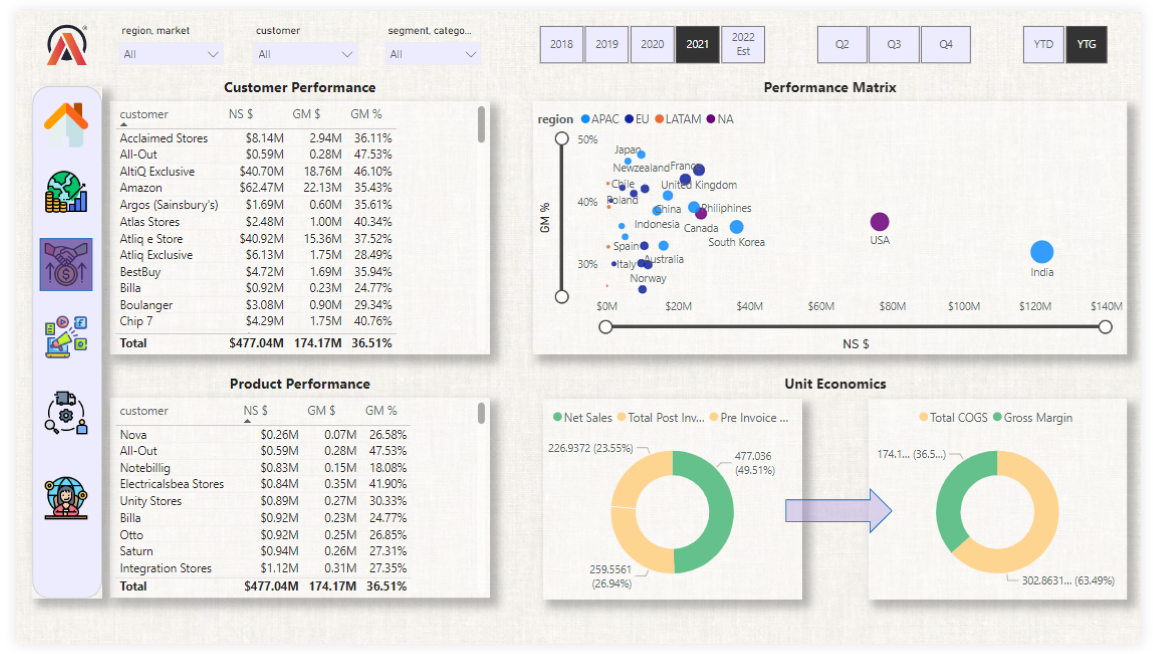 region, market
customer
segment, catego...
All
All
All
2018
2019
2020
2021
2022
Est
Q2
Q3
Q4
YTD
YTG
Customer Performance
customer NS $ GM $ GM %
Acclaimed Stores $8.14M 2.94M 36.11%
All-Out $0.59M 0.28M 47.53%
AltiQ Exclusive $40.70M 18.76M 46.10%
Amazon $62.47M 22.13M 35.43%
Argos (Sainsbury's) $1.69M 0.60M 35.61%
Atlas Stores $2.48M 1.00M 40.34%
Atliq e Store $40.92M 15.36M 37.52%
Atliq Exclusive $6.13M 1.75M 28.49%
BestBuy $4.72M 1.69M 35.94%
Billa $0.92M 0.23M 24.77%
Boulanger $3.08M 0.90M 29.34%
Chip 7 $4.29M 1.75M 40.76%
Total $477.04M 174.17M 36.51%
Performance Matrix
region APAC EU LATAM NA
GM %
50%
40%
30%
Japan
Newzealand
France
Chile
United Kingdom
Poland
China
Philiphines
Indonesia
Canada
South Korea
USA
Spain
Australia
Italy
India
Norway
$0M $20M $40M $60M $80M $100M $120M $140M
NS $
Product Performance
customer NS $ GM $ GM %
Nova $0.26M 0.07M 26.58%
All-Out $0.59M 0.28M 47.53%
Notebillig $0.83M 0.15M 18.08%
Electricalsbea Stores $0.84M 0.35M 41.90%
Unity Stores $0.89M 0.27M 30.33%
Billa $0.92M 0.23M 24.77%
Otto $0.92M 0.25M 26.85%
Saturn $0.94M 0.26M 27.31%
Integration Stores $1.12M 0.31M 27.35%
Total $477.04M 174.17M 36.51%
Unit Economics
Net Sales Total Post Inv... Pre Invoice ...
226.9372 (23.55%)
477.036
(49.51%)
259.5561
(26.94%)
Total COGS Gross Margin
174.1... (36.5...)
302.8631... (63.49%)